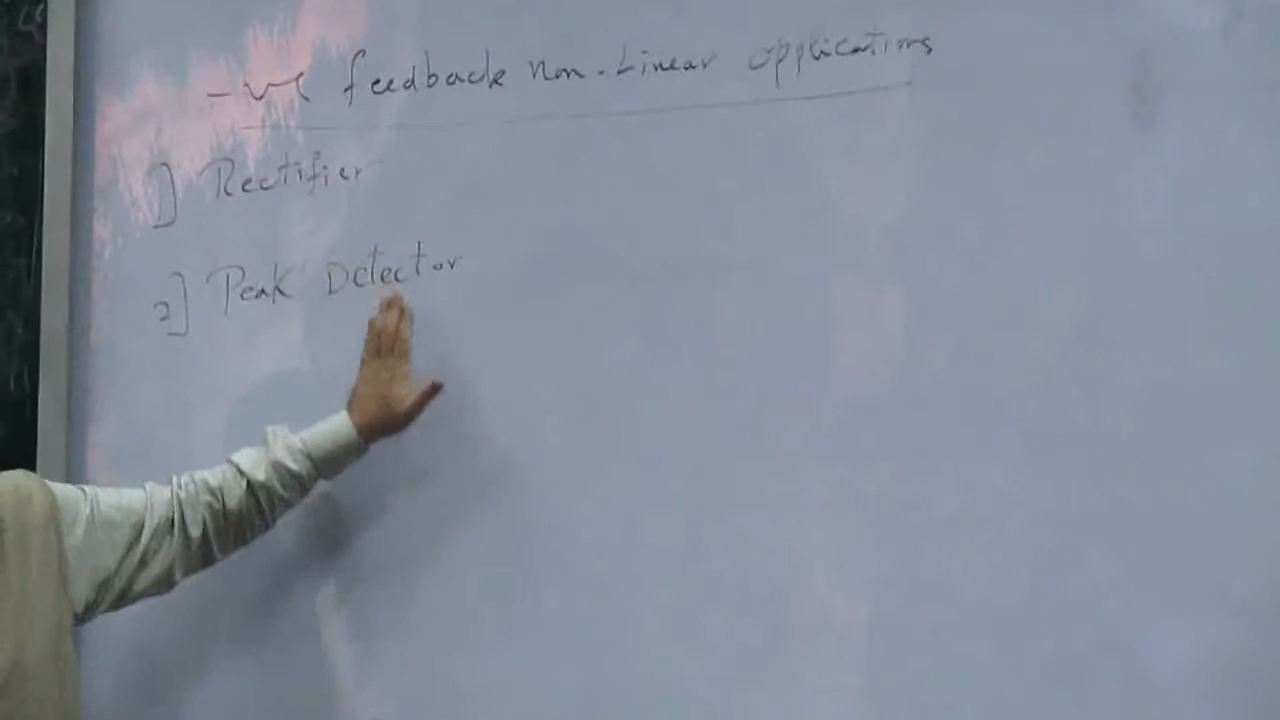 -ve feedback Non-Linear applications
1] Rectifier
2] Peak Detector